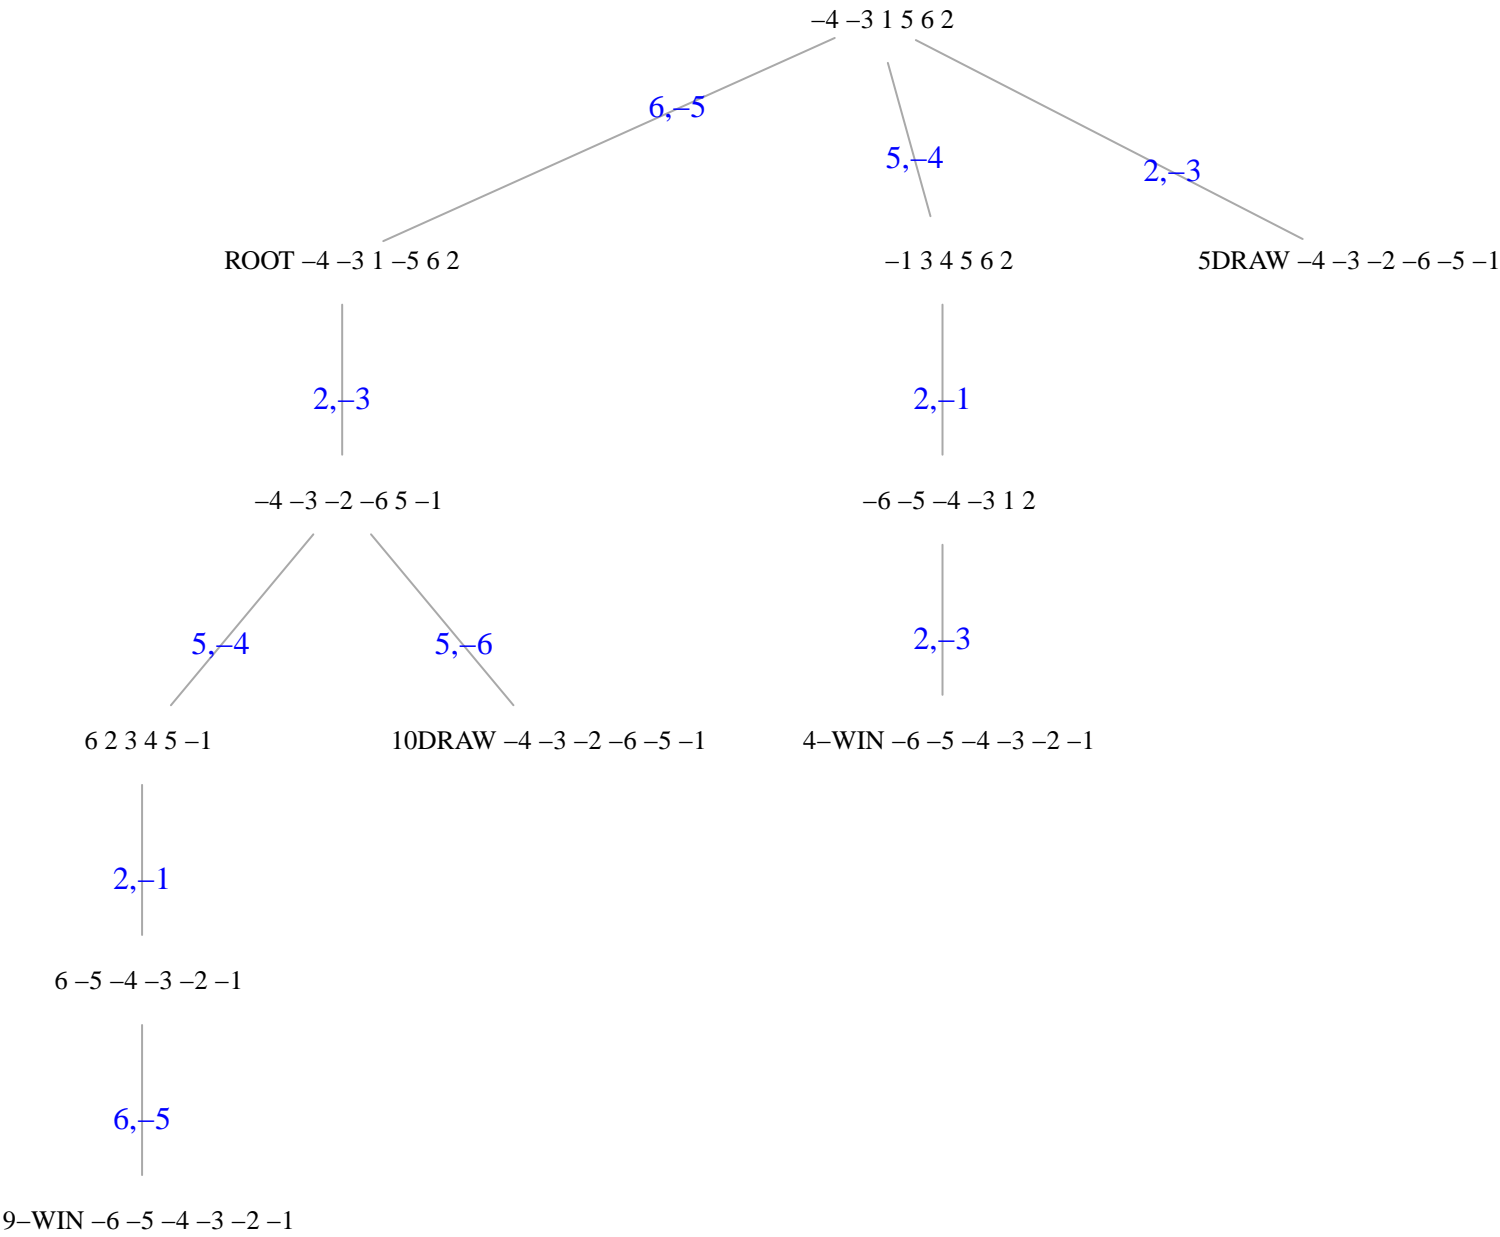 –4 –3 1 5 6 2
6,–5
5,–4
2,–3
ROOT –4 –3 1 –5 6 2
–1 3 4 5 6 2
5DRAW –4 –3 –2 –6 –5 –1
2,–3
2,–1
–4 –3 –2 –6 5 –1
–6 –5 –4 –3 1 2
5,–4
5,–6
2,–3
6 2 3 4 5 –1
10DRAW –4 –3 –2 –6 –5 –1
4–WIN –6 –5 –4 –3 –2 –1
2,–1
6 –5 –4 –3 –2 –1
6,–5
9–WIN –6 –5 –4 –3 –2 –1